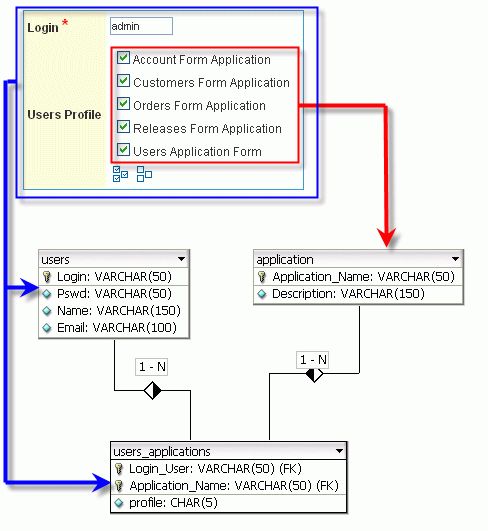 Login * admin
Account Form Application
Customers Form Application
Users Profile Orders Form Application
Releases Form Application
Users Application Form
users
Login: VARCHAR(50)
Pswd: VARCHAR(50)
Name: VARCHAR(150)
Email: VARCHAR(100)
application
Application_Name: VARCHAR(50)
Description: VARCHAR(150)
1 - N
1 - N
users_applications
Login_User: VARCHAR(50) (FK)
Application_Name: VARCHAR(50) (FK)
profile: CHAR(5)